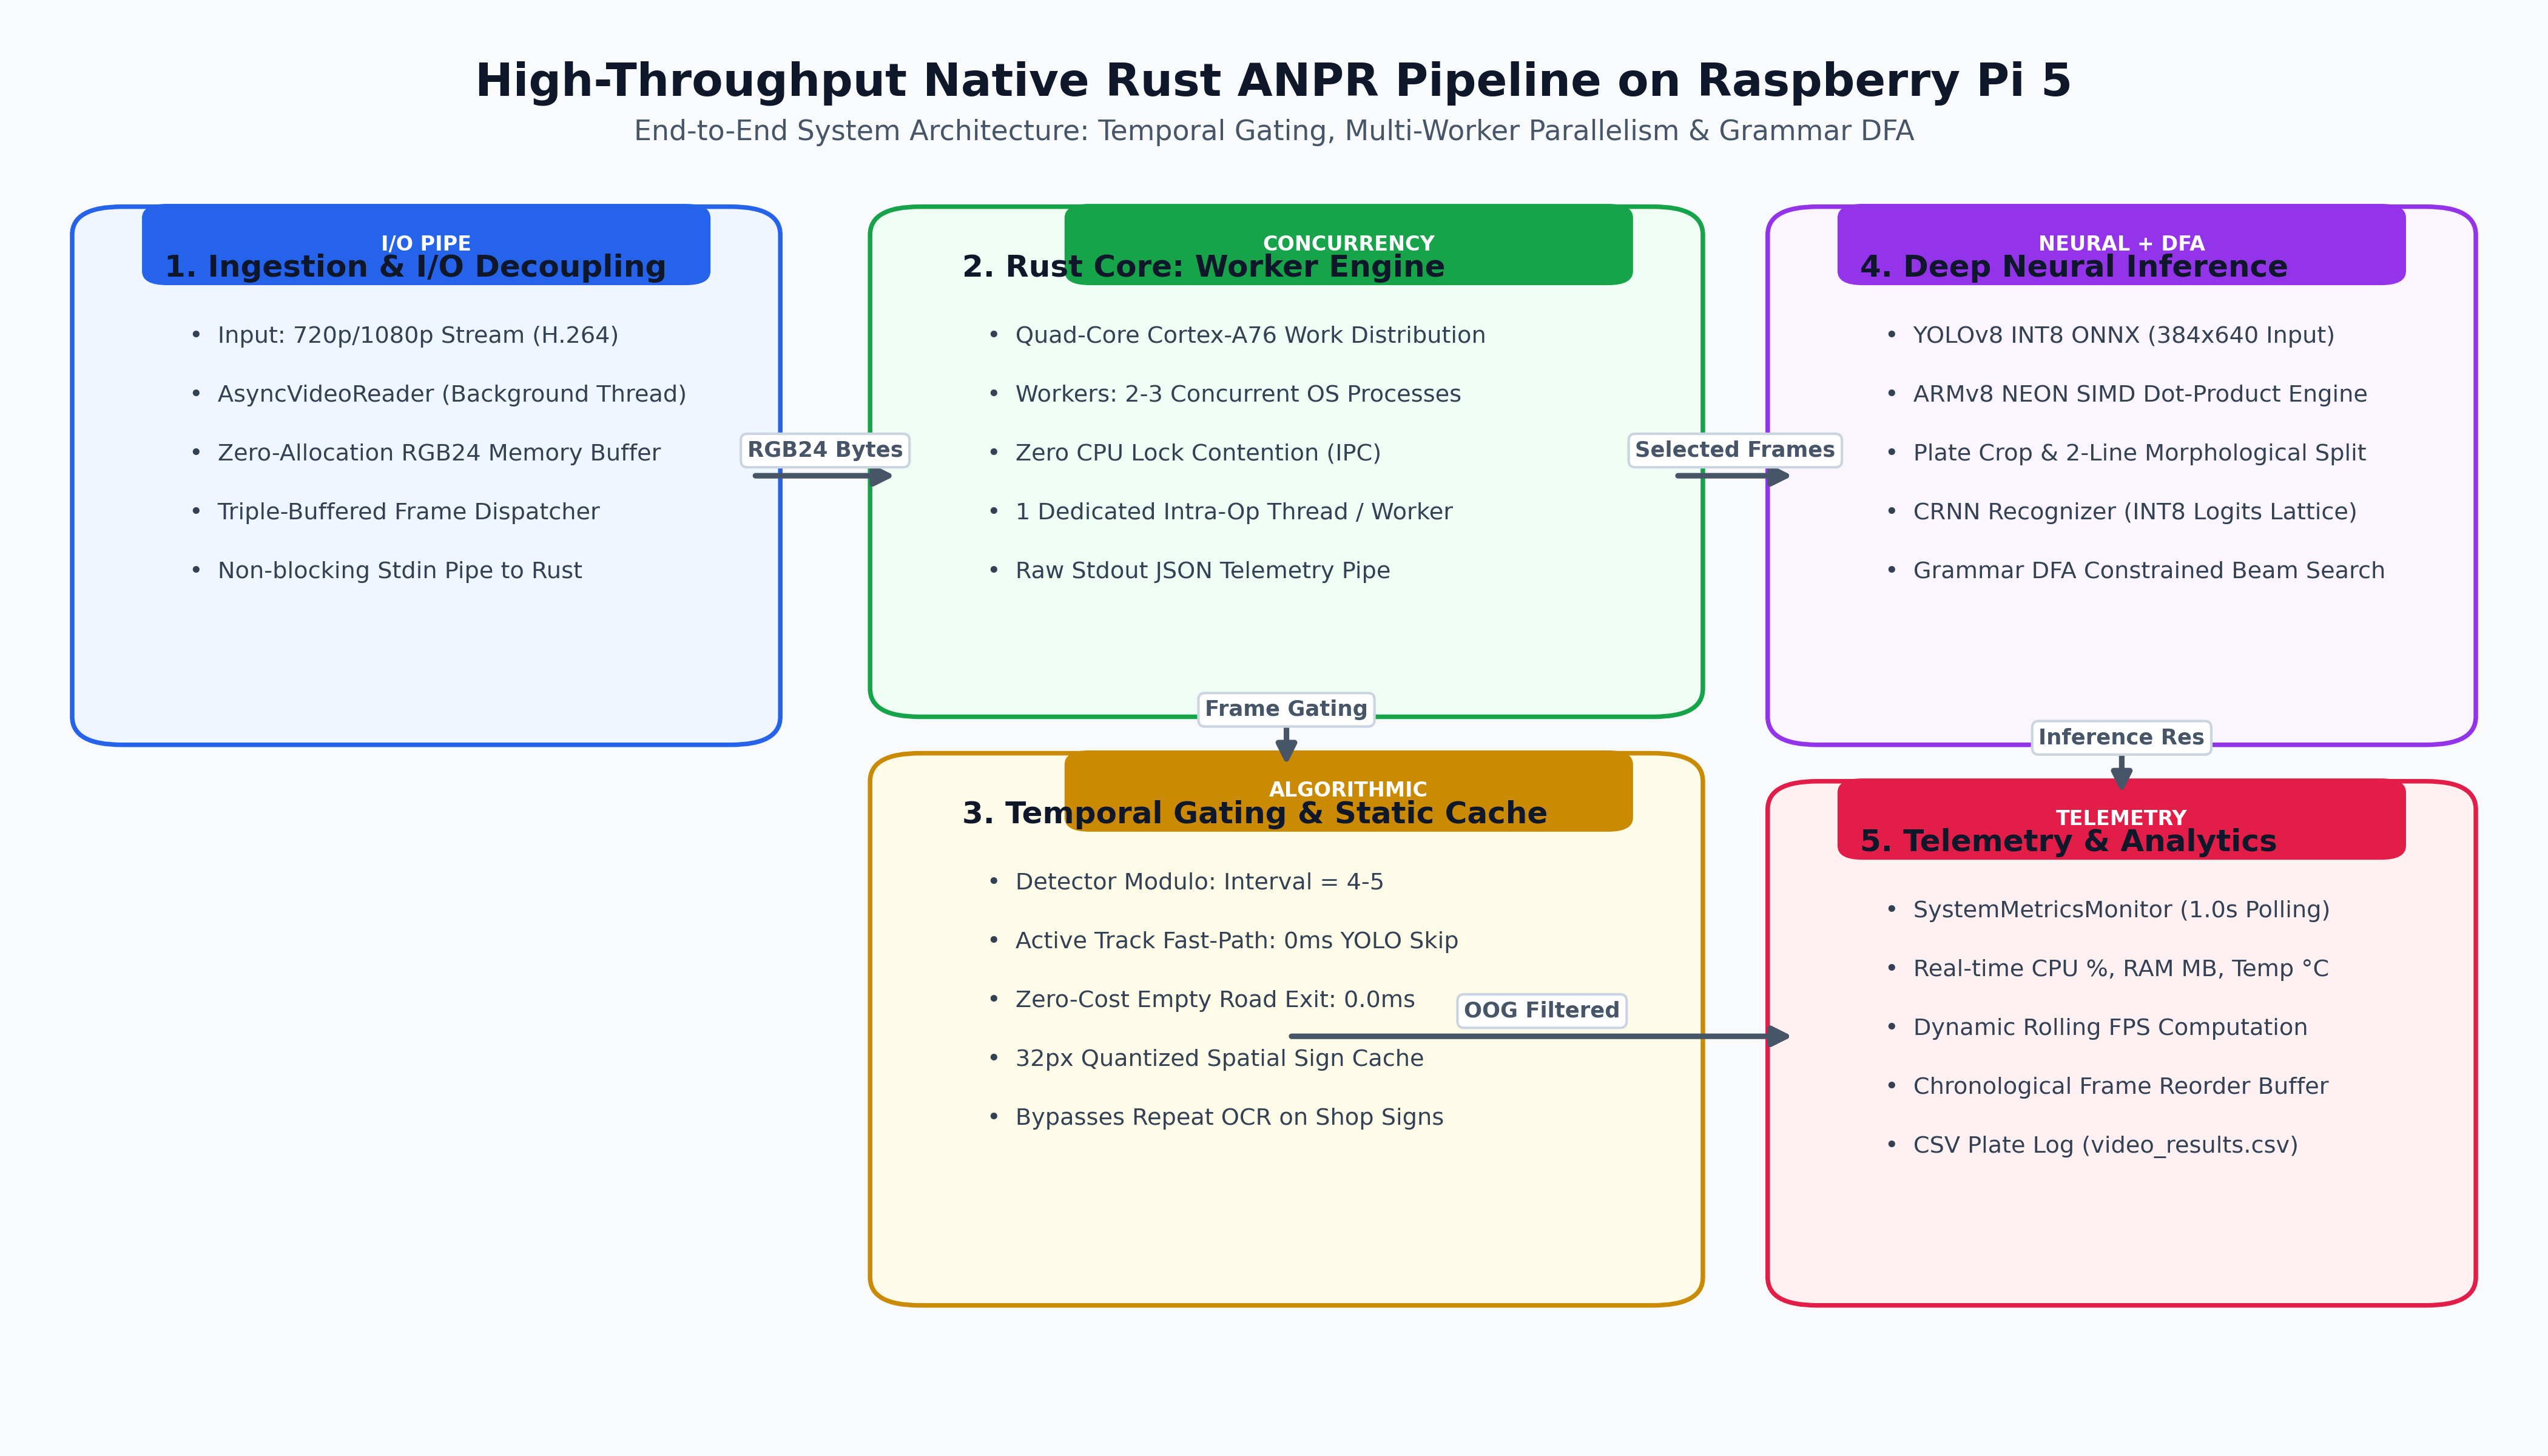 High-Throughput Native Rust ANPR Pipeline on Raspberry Pi 5
End-to-End System Architecture: Temporal Gating, Multi-Worker Parallelism & Grammar DFA
I/O PIPE
1. Ingestion & I/O Decoupling
• Input: 720p/1080p Stream (H.264)
• AsyncVideoReader (Background Thread)
• Zero-Allocation RGB24 Memory Buffer
• Triple-Buffered Frame Dispatcher
• Non-blocking Stdin Pipe to Rust
RGB24 Bytes
CONCURRENCY
2. Rust Core: Worker Engine
• Quad-Core Cortex-A76 Work Distribution
• Workers: 2-3 Concurrent OS Processes
• Zero CPU Lock Contention (IPC)
• 1 Dedicated Intra-Op Thread / Worker
• Raw Stdout JSON Telemetry Pipe
Selected Frames
Frame Gating
ALGORITHMIC
3. Temporal Gating & Static Cache
• Detector Modulo: Interval = 4-5
• Active Track Fast-Path: 0ms YOLO Skip
• Zero-Cost Empty Road Exit: 0.0ms
• 32px Quantized Spatial Sign Cache
• Bypasses Repeat OCR on Shop Signs
OOG Filtered
NEURAL + DFA
4. Deep Neural Inference
• YOLOv8 INT8 ONNX (384x640 Input)
• ARMv8 NEON SIMD Dot-Product Engine
• Plate Crop & 2-Line Morphological Split
• CRNN Recognizer (INT8 Logits Lattice)
• Grammar DFA Constrained Beam Search
Inference Res
TELEMETRY
5. Telemetry & Analytics
• SystemMetricsMonitor (1.0s Polling)
• Real-time CPU %, RAM MB, Temp °C
• Dynamic Rolling FPS Computation
• Chronological Frame Reorder Buffer
• CSV Plate Log (video_results.csv)